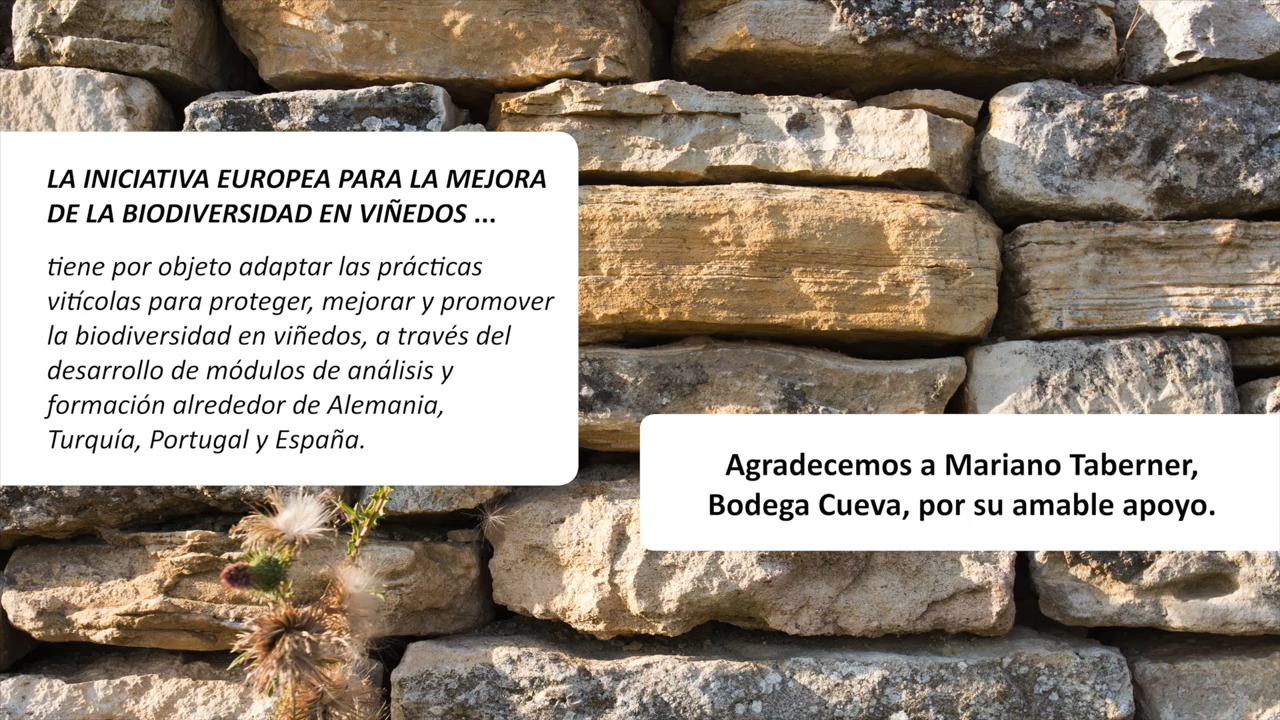 LA INICIATIVA EUROPEA PARA LA MEJORA
DE LA BIODIVERSIDAD EN VIÑEDOS ...
tiene por objeto adaptar las prácticas
vitícolas para proteger, mejorar y promover
la biodiversidad en viñedos, a través del
desarrollo de módulos de análisis y
formación alrededor de Alemania,
Turquía, Portugal y España.
Agradecemos a Mariano Taberner,
Bodega Cueva, por su amable apoyo.